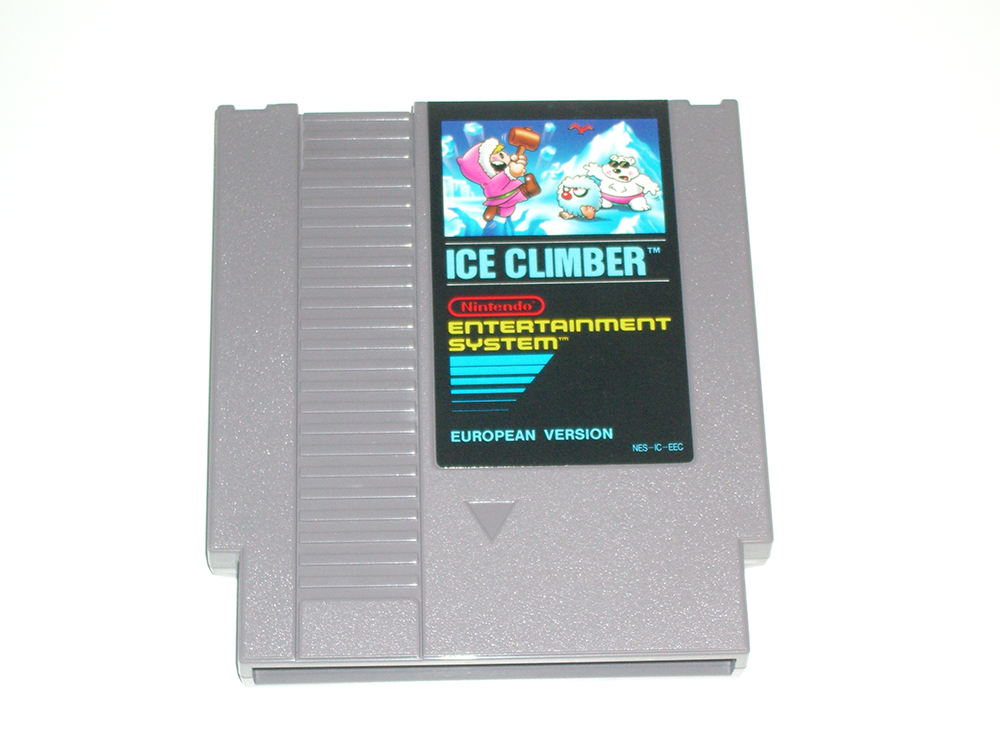 ICE CLIMBER™
Nintendo®
ENTERTAINMENT
SYSTEM™
EUROPEAN VERSION
NES-IC-EEC